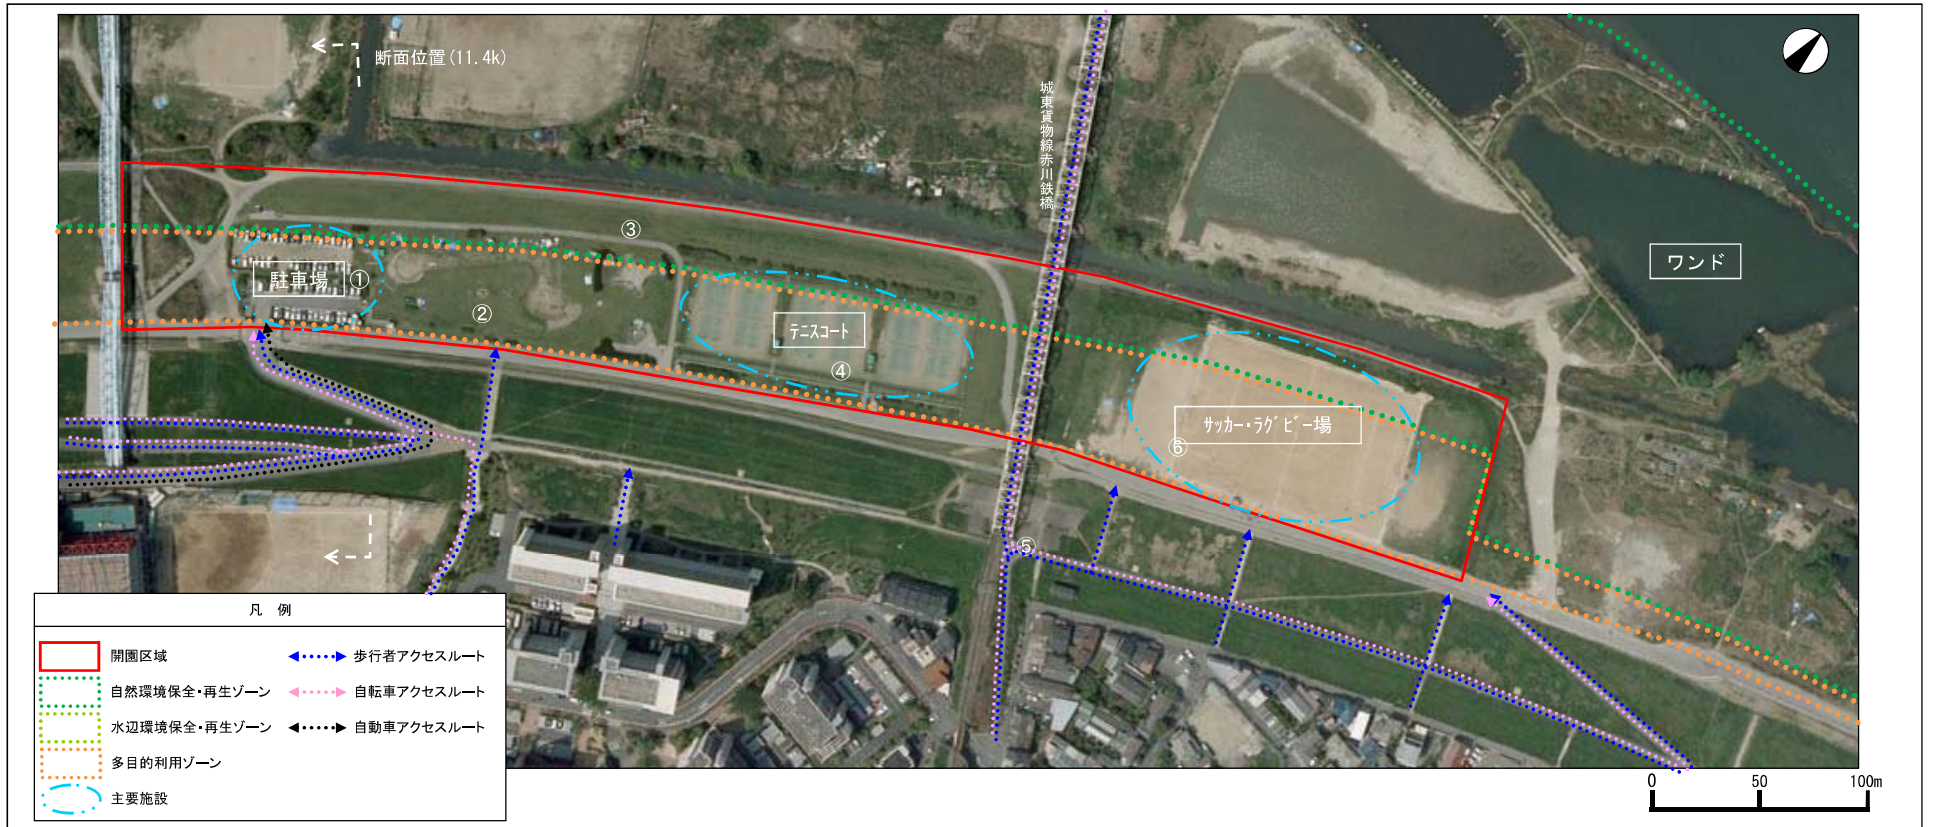 断面位置(11.4k)
城東貨物線赤川鉄橋
ワンド
③
駐車場
①
②
テニスコート
④
サッカー・ラグビー場
⑥
⑤
凡 例
開園区域
歩行者アクセスルート
自然環境保全・再生ゾーン
自転車アクセスルート
水辺環境保全・再生ゾーン
自動車アクセスルート
多目的利用ゾーン
主要施設
0 50 100m